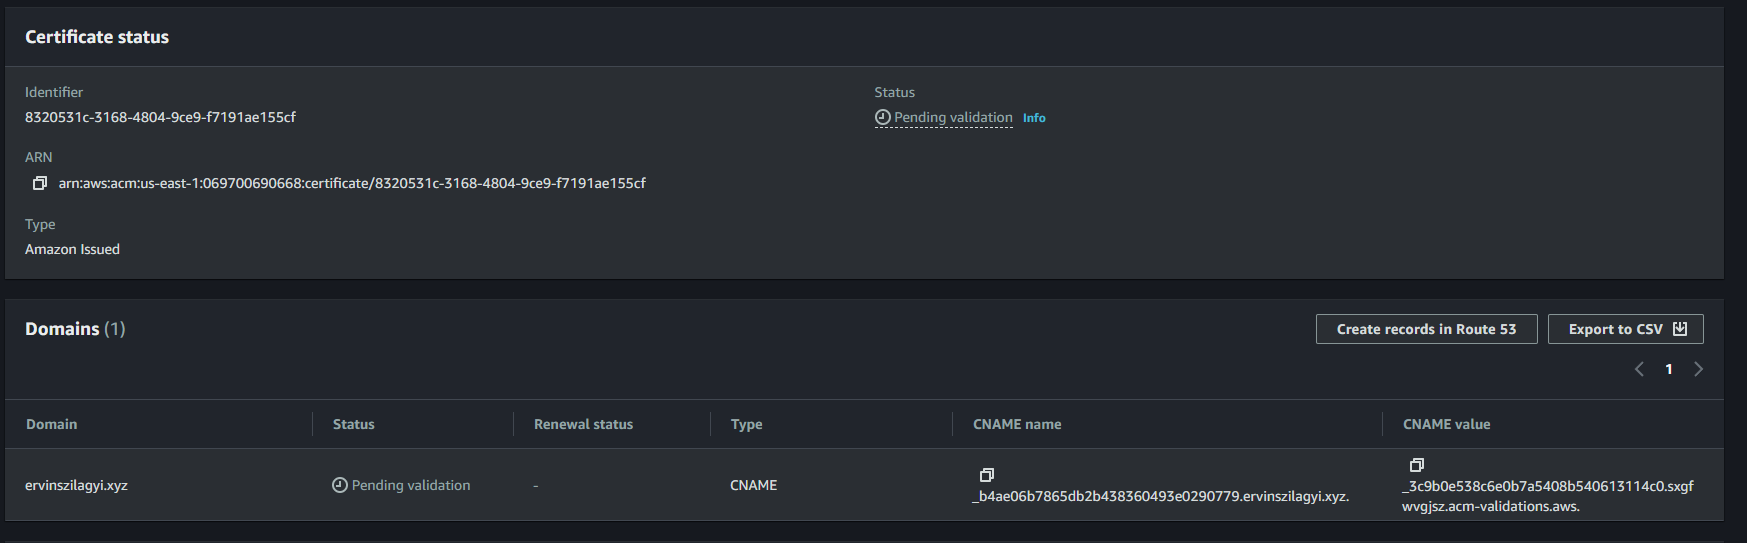 Certificate status
Identifier
8320531c-3168-4804-9ce9-f7191ae155cf
Status
Pending validation Info
ARN
arn:aws:acm:us-east-1:069700690668:certificate/8320531c-3168-4804-9ce9-f7191ae155cf
Type
Amazon Issued
Domains (1)
Create records in Route 53
Export to CSV
1
Domain Status Renewal status Type CNAME name CNAME value
ervinszilagyi.xyz Pending validation - CNAME
_b4ae06b7865db2b438360493e0290779.ervinszilagyi.xyz.
_3c9b0e538c6e0b7a5408b540613114c0.sxgf
wvgjsz.acm-validations.aws.